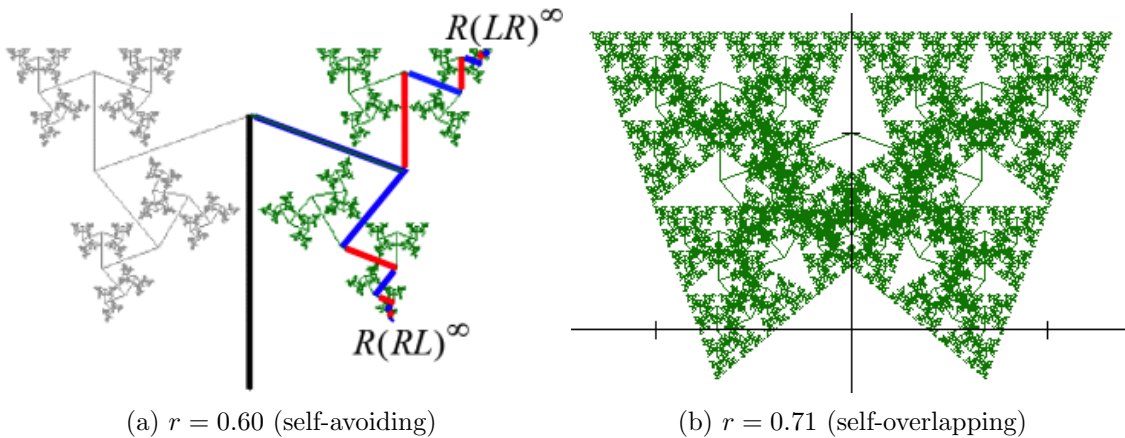 R(LR)^∞
R(RL)^∞
(a) r = 0.60 (self-avoiding)
(b) r = 0.71 (self-overlapping)